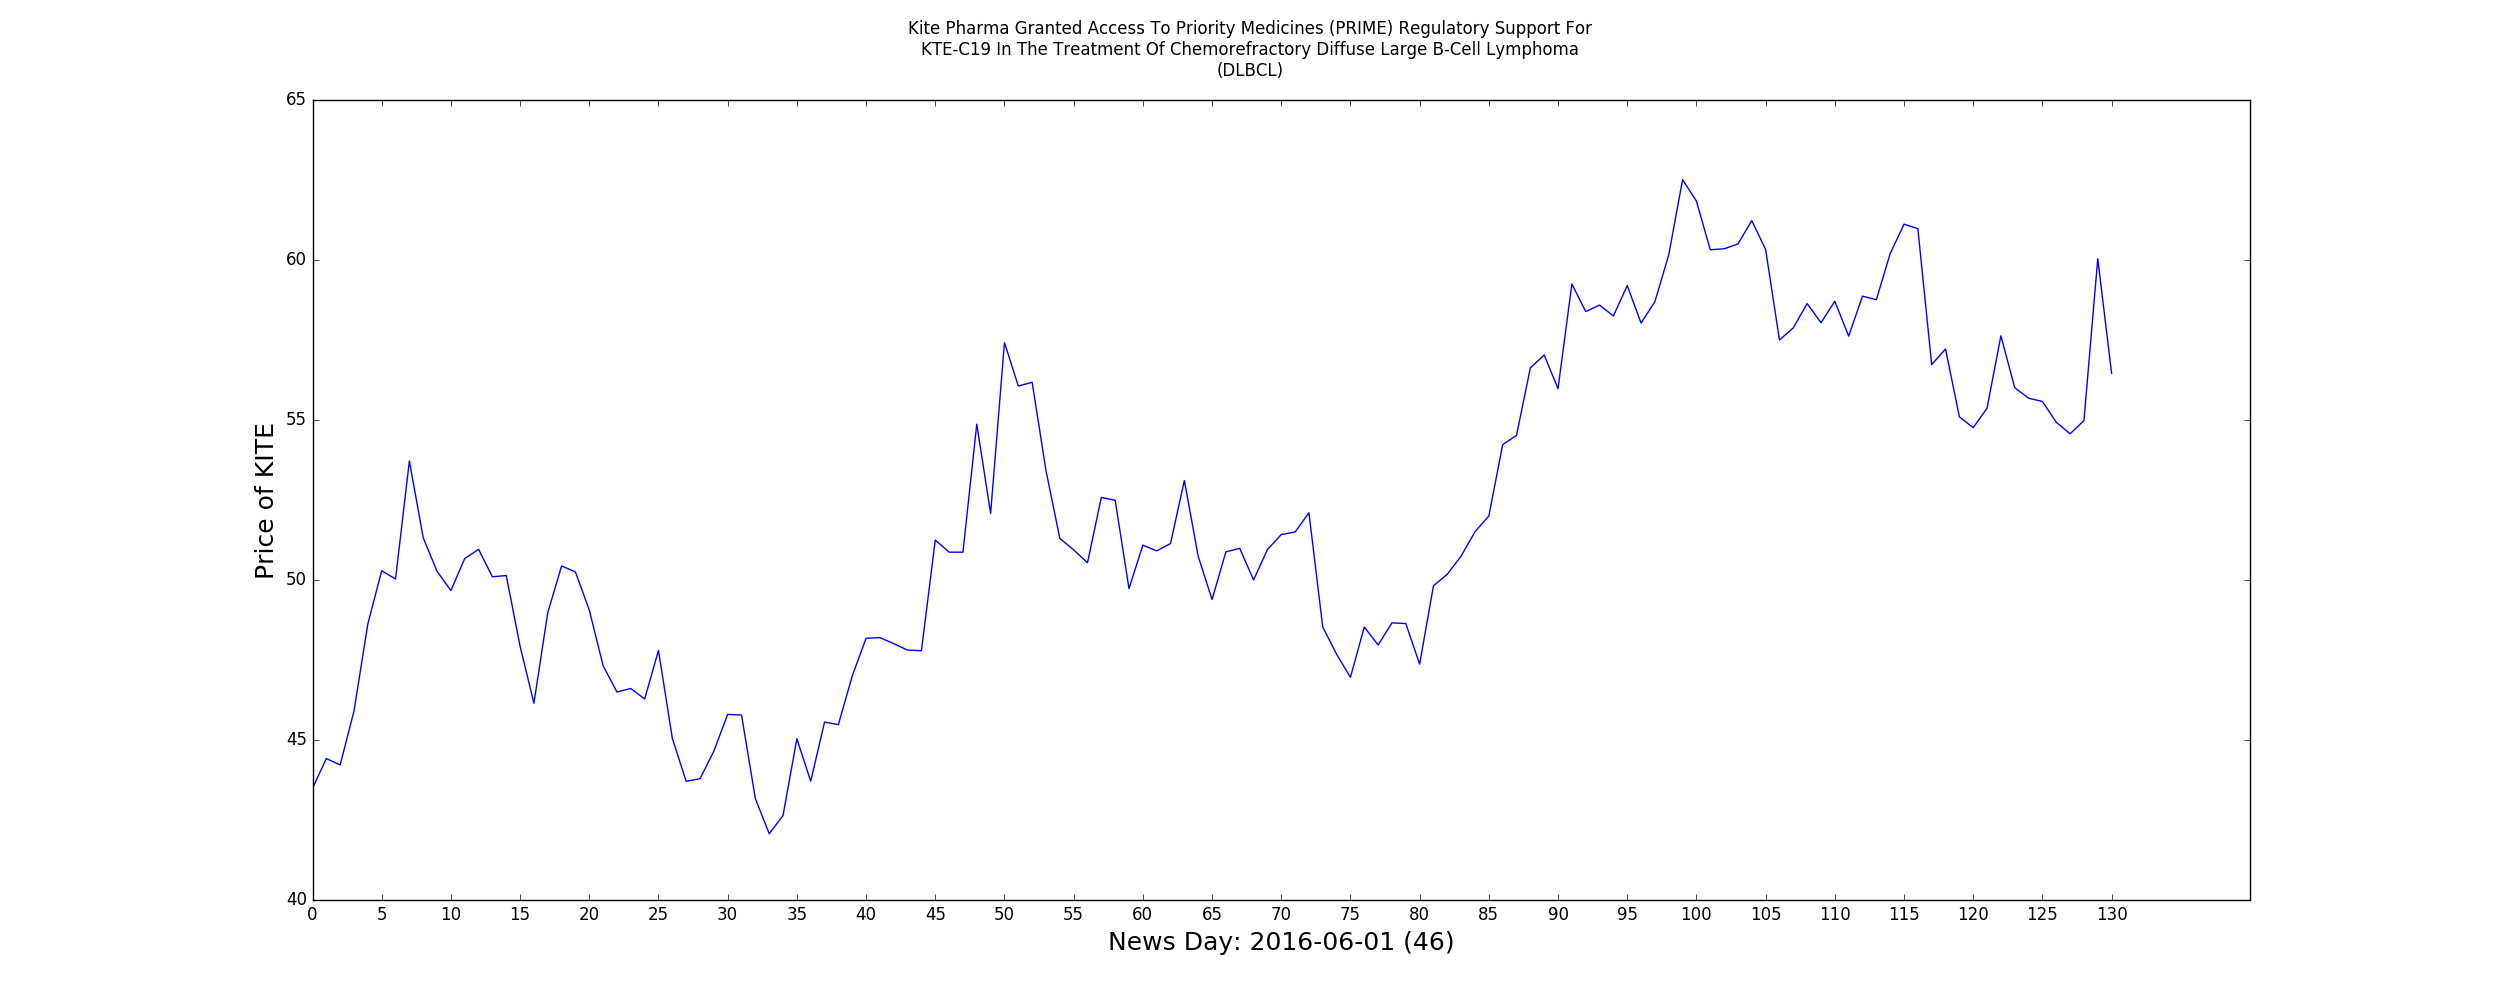 Kite Pharma Granted Access To Priority Medicines (PRIME) Regulatory Support For
KTE-C19 In The Treatment Of Chemorefractory Diffuse Large B-Cell Lymphoma
(DLBCL)
65
60
55
50
45
40
Price of KITE
0 5 10 15 20 25 30 35 40 45 50 55 60 65 70 75 80 85 90 95 100 105 110 115 120 125 130
News Day: 2016-06-01 (46)